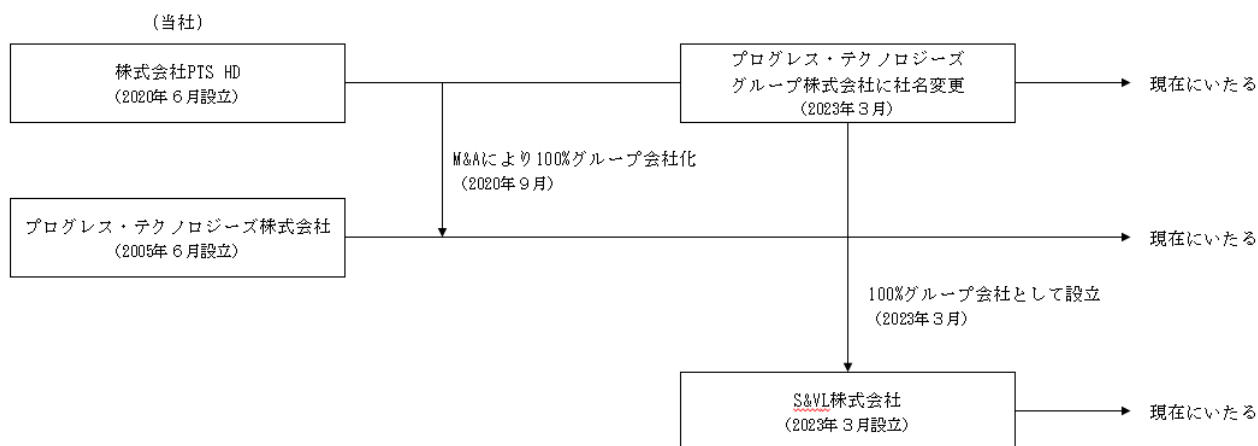 (当社)
株式会社PTS HD
(2020年6月設立)
プログレス・テクノロジーズ
グループ株式会社に社名変更
(2023年3月)
現在にいたる
M&Aにより100%グループ会社化
(2020年9月)
プログレス・テクノロジーズ株式会社
(2005年6月設立)
現在にいたる
100%グループ会社として設立
(2023年3月)
S&VL株式会社
(2023年3月設立)
現在にいたる